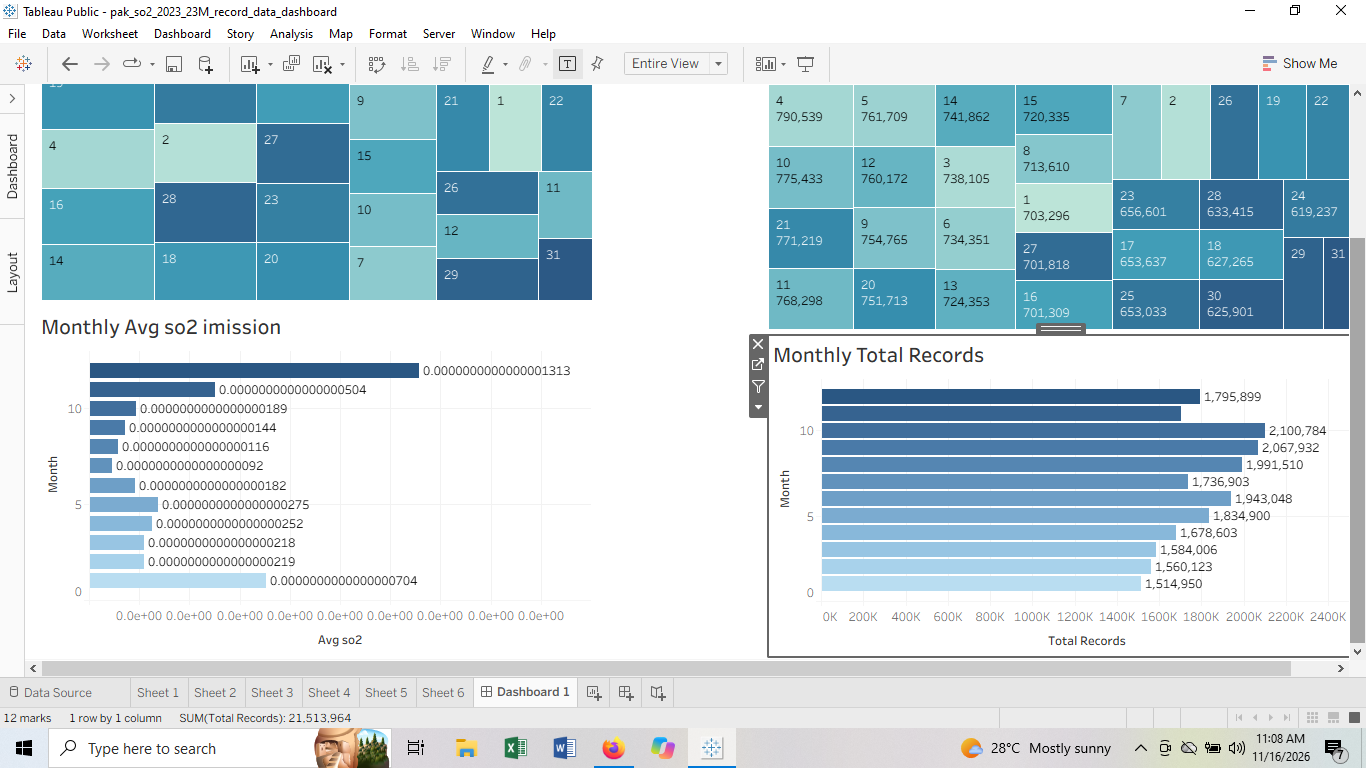 Tableau Public - pak_so2_2023_23M_record_data_dashboard
File Data Worksheet Dashboard Story Analysis Map Format Server Window Help
Entire View
Show Me
Dashboard
Layout
9 21 1 22
4 2 27 15
16 28 23 10 26 11
12
14 18 20 7 29 31
4 5 14 15 7 2 26 19 22
790,539 761,709 741,862 720,335
8
713,610
10 12 3
775,433 760,172 738,105
1
703,296
23 28 24
656,601 633,415 619,237
21 9 6
771,219 754,765 734,351
27
701,818
17 18 29 31
653,637 627,265
11 20 13
768,298 751,713 724,353
16
701,309
25 30
653,033 625,901
Monthly Avg so2 imission
0.0000000000000001313
0.0000000000000000504
10
0.0000000000000000189
0.0000000000000000144
0.0000000000000000116
0.0000000000000000092
0.0000000000000000182
5
0.0000000000000000275
0.0000000000000000252
0.0000000000000000218
0.0000000000000000219
0.0000000000000000704
0
Month
0.0e+00 0.0e+00 0.0e+00 0.0e+00 0.0e+00 0.0e+00 0.0e+00 0.0e+00 0.0e+00
Avg so2
Monthly Total Records
1,795,899
10
2,100,784
2,067,932
1,991,510
1,736,903
1,943,048
5
1,834,900
1,678,603
1,584,006
1,560,123
1,514,950
0
Month
0K 200K 400K 600K 800K 1000K 1200K 1400K 1600K 1800K 2000K 2200K 2400K
Total Records
Data Source Sheet 1 Sheet 2 Sheet 3 Sheet 4 Sheet 5 Sheet 6 Dashboard 1
12 marks 1 row by 1 column SUM(Total Records): 21,513,964
Type here to search
28°C Mostly sunny
11:08 AM
11/16/2026
7